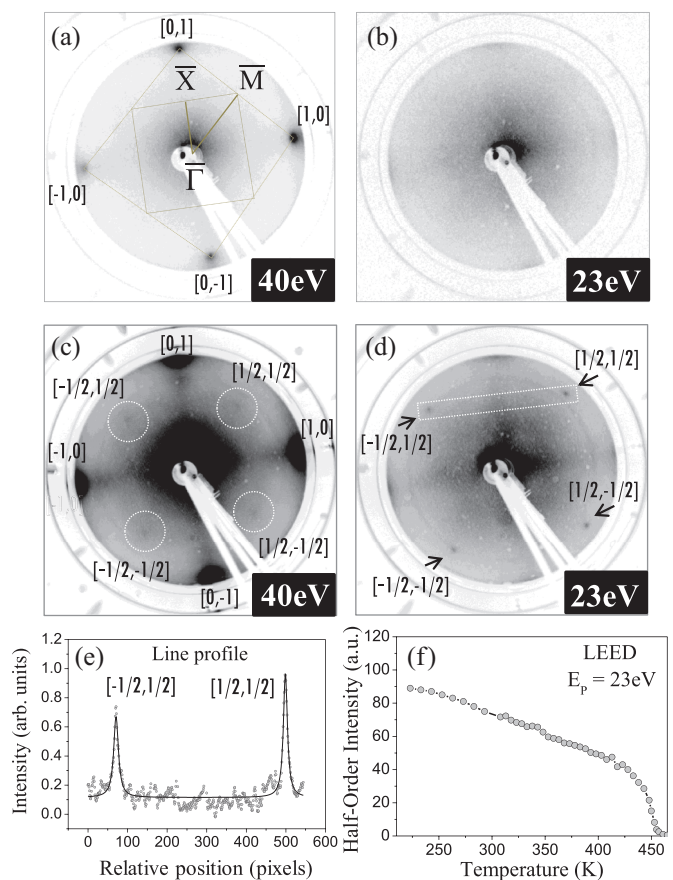 (a)
[0,1]
X
M
[1,0]
Γ
[-1,0]
[0,-1]
40eV
(b)
23eV
(c)
[0,1]
[-1/2,1/2]
[1/2,1/2]
[1,0]
[-1,0]
[-1,0]
[1/2,-1/2]
[-1/2,-1/2]
[0,-1]
40eV
(d)
[1/2,1/2]
[-1/2,1/2]
[1/2,-1/2]
[-1/2,-1/2]
23eV
(e)
Line profile
[-1/2,1/2] [1/2,1/2]
Intensity (arb. units)
1.2
1.0
0.8
0.6
0.4
0.2
0.0
0 100 200 300 400 500 600
Relative position (pixels)
(f)
LEED
E_P = 23eV
Half-Order Intensity (a.u.)
120
100
80
60
40
20
0
250 300 350 400 450
Temperature (K)